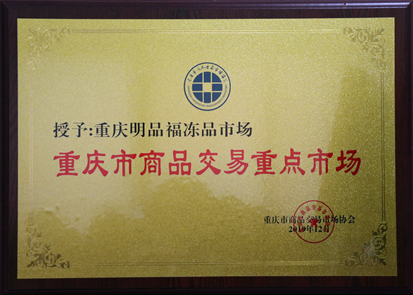 授予:重庆明品福冻品市场
重庆市商品交易重点市场
重庆市商品交易市场协会
2019年12月